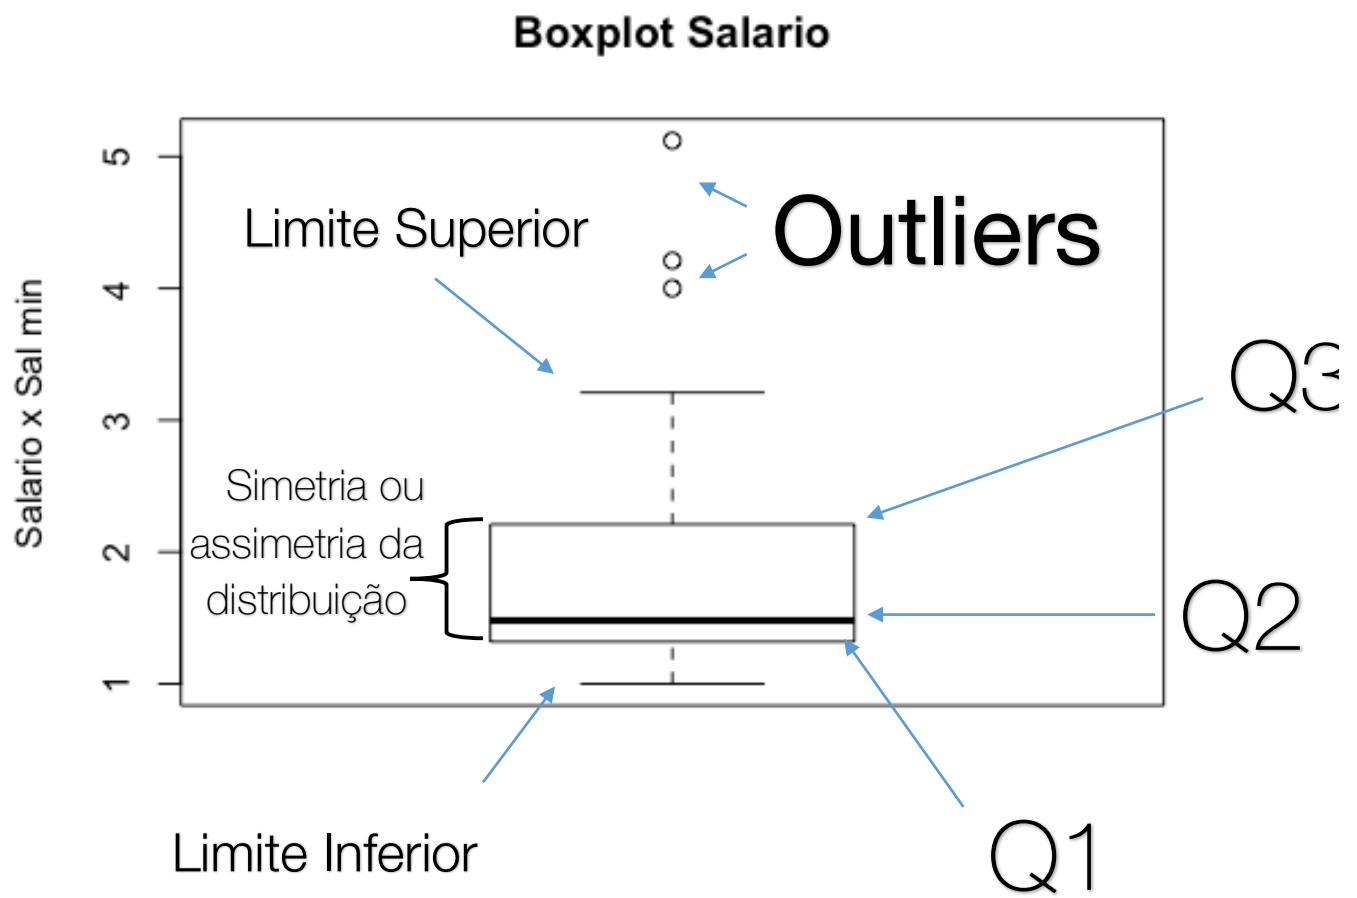 Boxplot Salario
5
4
3
2
1
Salario x Sal min
Limite Superior
Outliers
Q3
Simetria ou
assimetria da
distribuição
Q2
Limite Inferior
Q1